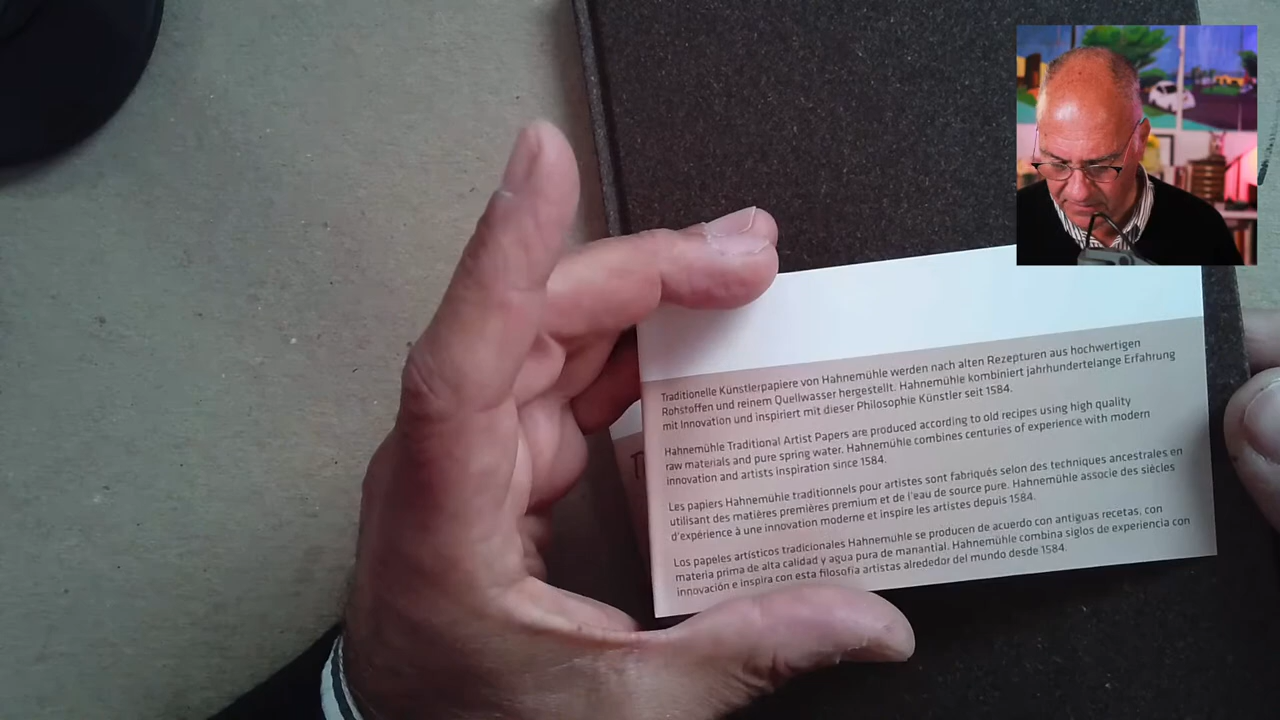 Traditionelle Künstlerpapiere von Hahnemühle werden nach alten Rezepturen aus hochwertigen
Rohstoffen und reinem Quellwasser hergestellt. Hahnemühle kombiniert jahrhundertelange Erfahrung
mit Innovation und inspiriert mit dieser Philosophie Künstler seit 1584.
Hahnemühle Traditional Artist Papers are produced according to old recipes using high quality
raw materials and pure spring water. Hahnemühle combines centuries of experience with modern
innovation and artists inspiration since 1584.
Les papiers Hahnemühle traditionnels pour artistes sont fabriqués selon des techniques ancestrales en
utilisant des matières premières premium et de l'eau de source pure. Hahnemühle associe des siècles
d'expérience à une innovation moderne et inspire les artistes depuis 1584.
Los papeles artísticos tradicionales Hahnemühle se producen de acuerdo con antiguas recetas, con
materia prima de alta calidad y agua pura de manantial. Hahnemühle combina siglos de experiencia con
innovación e inspira con esta filosofía artistas alrededor del mundo desde 1584.